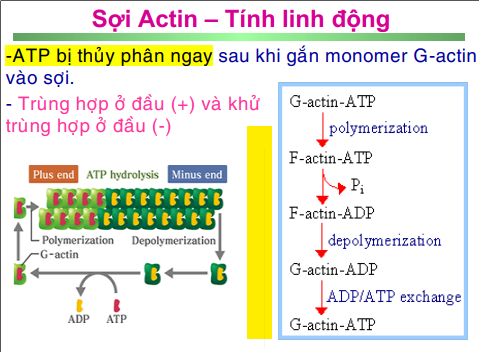 Sợi Actin – Tính linh động
-ATP bị thủy phân ngay sau khi gắn monomer G-actin
vào sợi.
- Trùng hợp ở đầu (+) và khử
trùng hợp ở đầu (-)
Plus end
ATP hydrolysis
Minus end
Polymerization
Depolymerization
G-actin
ADP
ATP
G-actin-ATP
polymerization
F-actin-ATP
Pi
F-actin-ADP
depolymerization
G-actin-ADP
ADP/ATP exchange
G-actin-ATP